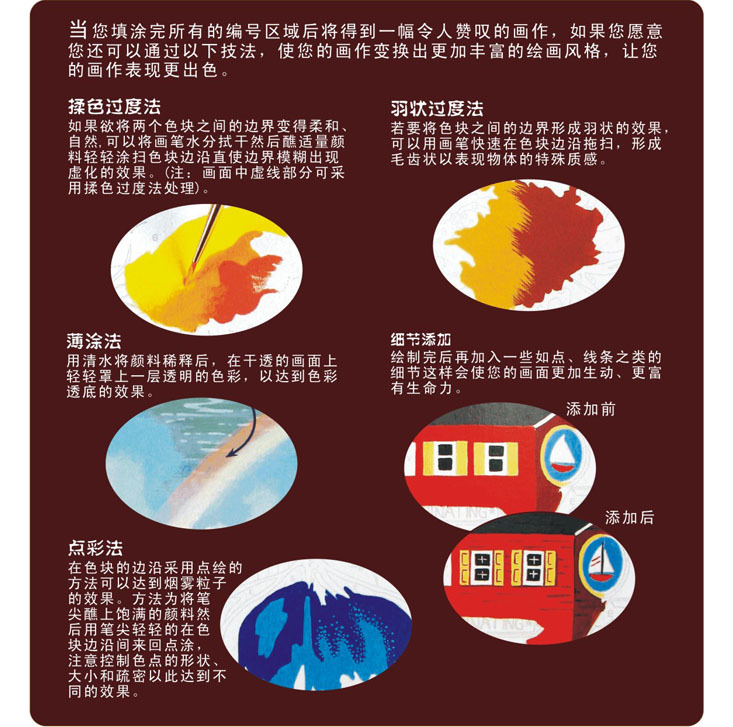 当您填涂完所有的编号区域后将得到一幅令人赞叹的画作，如果您愿意
您还可以通过以下技法，使您的画作变换出更加丰富的绘画风格，让您
的画作表现更出色。
揉色过度法
如果欲将两个色块之间的边界变得柔和、
自然,可以将画笔水分拭干然后醮适量颜
料轻轻涂扫色块边沿直使边界模糊出现
虚化的效果。(注：画面中虚线部分可采
用揉色过度法处理)。
羽状过度法
若要将色块之间的边界形成羽状的效果，
可以用画笔快速在色块边沿拖扫，形成
毛齿状以表现物体的特殊质感。
薄涂法
用清水将颜料稀释后，在干透的画面上
轻轻罩上一层透明的色彩，以达到色彩
透底的效果。
细节添加
绘制完后再加入一些如点、线条之类的
细节这样会使您的画面更加生动、更富
有生命力。
添加前
添加后
点彩法
在色块的边沿采用点绘的
方法可以达到烟雾粒子
的效果。方法为将笔
尖醮上饱满的颜料然
后用笔尖轻轻的在色
块边沿间来回点涂，
注意控制色点的形状、
大小和疏密以此达到不
同的效果。